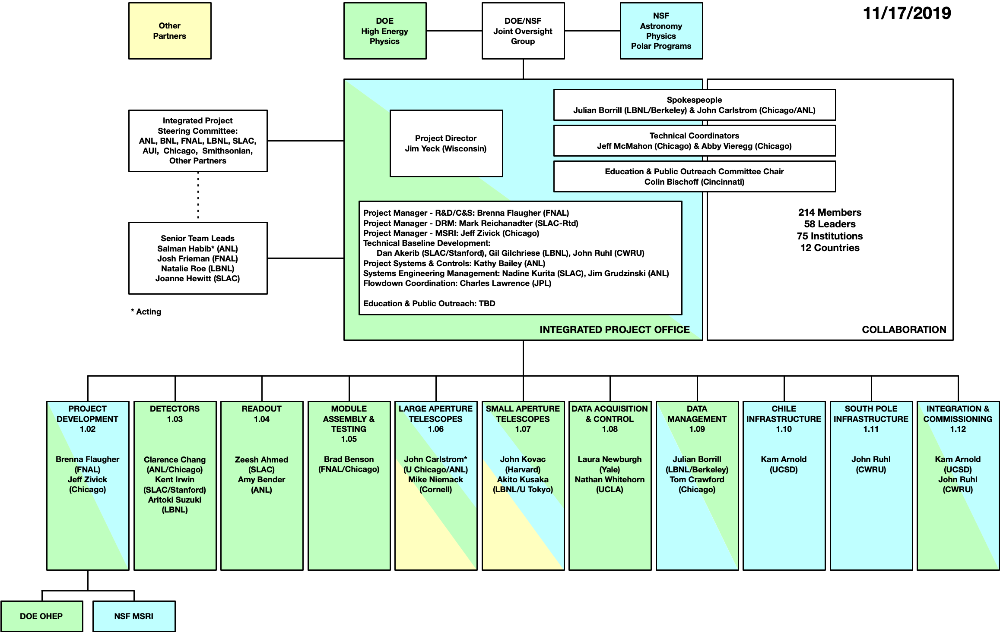 11/17/2019
Other
Partners
DOE
High Energy
Physics
DOE/NSF
Joint Oversight
Group
NSF
Astronomy
Physics
Polar Programs
Integrated Project
Steering Committee:
ANL, BNL, FNAL, LBNL, SLAC,
AUI, Chicago, Smithsonian,
Other Partners
Senior Team Leads
Salman Habib* (ANL)
Josh Frieman (FNAL)
Natalie Roe (LBNL)
Joanne Hewitt (SLAC)
* Acting
Project Director
Jim Yeck (Wisconsin)
Spokespeople
Julian Borrill (LBNL/Berkeley) & John Carlstrom (Chicago/ANL)
Technical Coordinators
Jeff McMahon (Chicago) & Abby Vieregg (Chicago)
Education & Public Outreach Committee Chair
Colin Bischoff (Cincinnati)
Project Manager - R&D/C&S: Brenna Flaugher (FNAL)
Project Manager - DRM: Mark Reichanadter (SLAC-Rtd)
Project Manager - MSRI: Jeff Zivick (Chicago)
Technical Baseline Development:
Dan Akerib (SLAC/Stanford), Gil Gilchriese (LBNL), John Ruhl (CWRU)
Project Systems & Controls: Kathy Bailey (ANL)
Systems Engineering Management: Nadine Kurita (SLAC), Jim Grudzinski (ANL)
Flowdown Coordination: Charles Lawrence (JPL)
Education & Public Outreach: TBD
INTEGRATED PROJECT OFFICE
214 Members
58 Leaders
75 Institutions
12 Countries
COLLABORATION
PROJECT
DEVELOPMENT
1.02
Brenna Flaugher
(FNAL)
Jeff Zivick
(Chicago)
DETECTORS
1.03
Clarence Chang
(ANL/Chicago)
Kent Irwin
(SLAC/Stanford)
Aritoki Suzuki
(LBNL)
READOUT
1.04
Zeesh Ahmed
(SLAC)
Amy Bender
(ANL)
MODULE
ASSEMBLY &
TESTING
1.05
Brad Benson
(FNAL/Chicago)
LARGE APERTURE
TELESCOPES
1.06
John Carlstrom*
(U Chicago/ANL)
Mike Niemack
(Cornell)
SMALL APERTURE
TELESCOPES
1.07
John Kovac
(Harvard)
Akito Kusaka
(LBNL/U Tokyo)
DATA ACQUISITION
& CONTROL
1.08
Laura Newburgh
(Yale)
Nathan Whitehorn
(UCLA)
DATA
MANAGEMENT
1.09
Julian Borrill
(LBNL/Berkeley)
Tom Crawford
(Chicago)
CHILE
INFRASTRUCTURE
1.10
Kam Arnold
(UCSD)
SOUTH POLE
INFRASTRUCTURE
1.11
John Ruhl
(CWRU)
INTEGRATION &
COMMISSIONING
1.12
Kam Arnold
(UCSD)
John Ruhl
(CWRU)
DOE OHEP
NSF MSRI